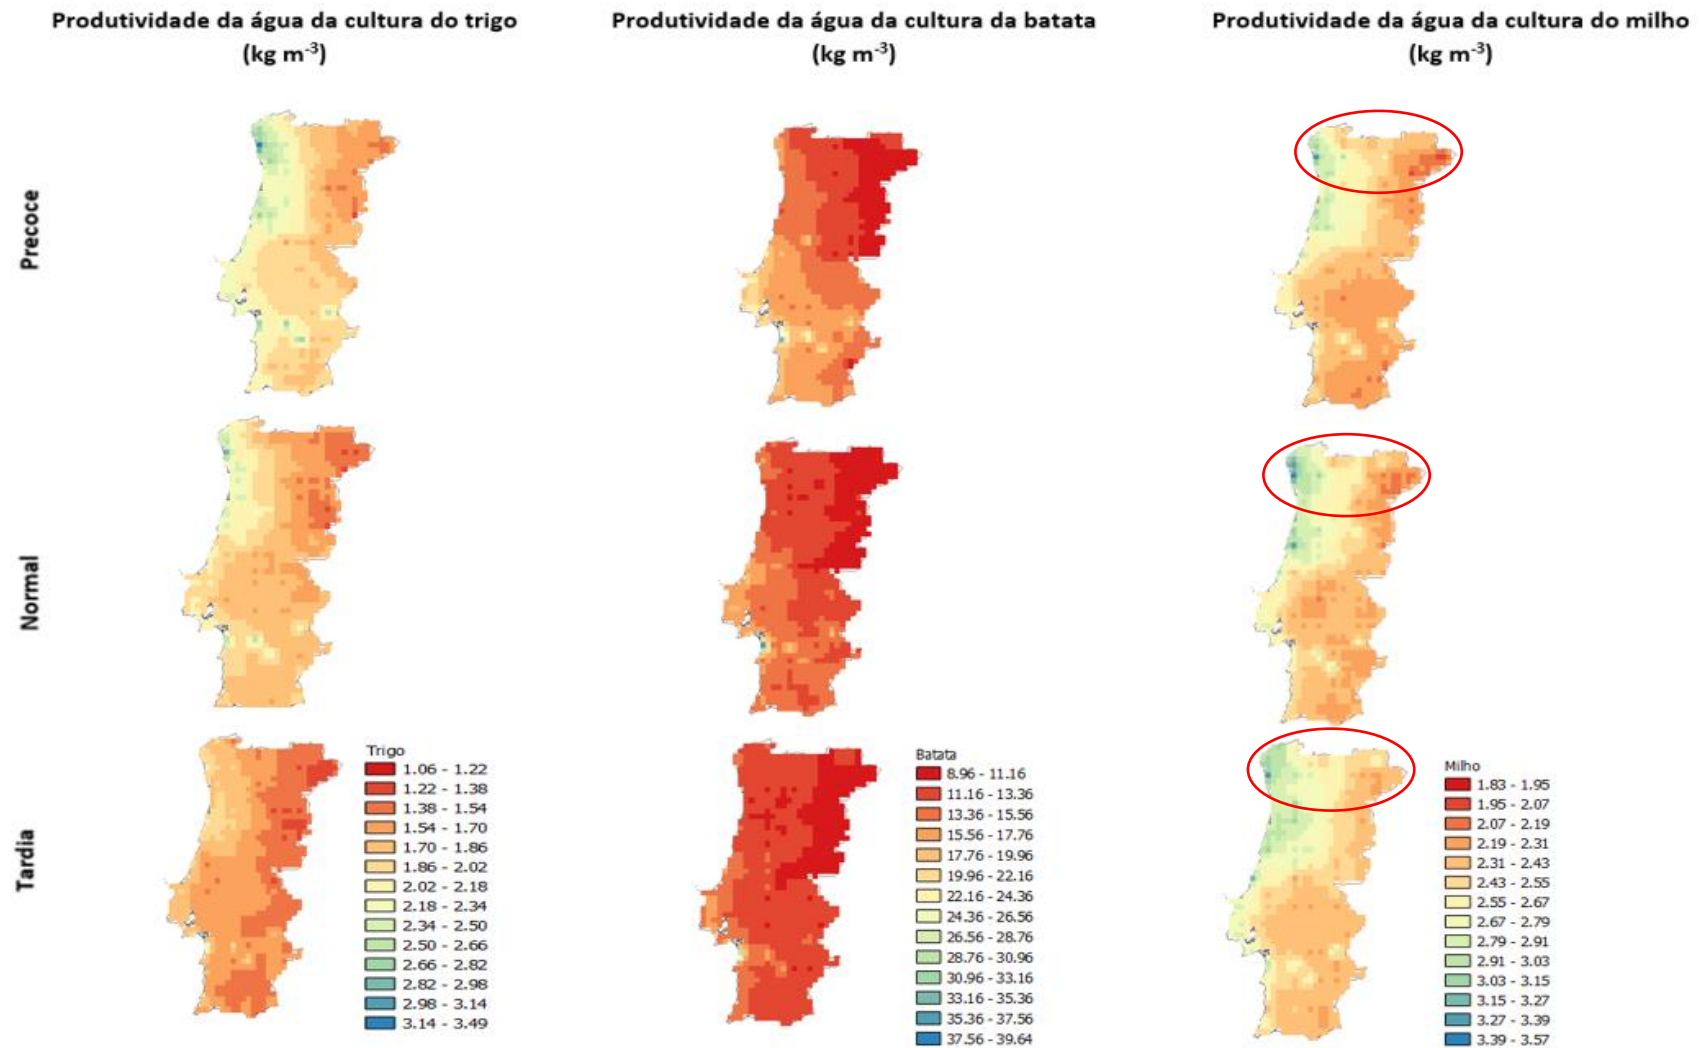 Produtividade da água da cultura do trigo
(kg m-3)
Produtividade da água da cultura da batata
(kg m-3)
Produtividade da água da cultura do milho
(kg m-3)
Precoce
Normal
Tardia
Trigo
1.06 - 1.22
1.22 - 1.38
1.38 - 1.54
1.54 - 1.70
1.70 - 1.86
1.86 - 2.02
2.02 - 2.18
2.18 - 2.34
2.34 - 2.50
2.50 - 2.66
2.66 - 2.82
2.82 - 2.98
2.98 - 3.14
3.14 - 3.49
Batata
8.96 - 11.16
11.16 - 13.36
13.36 - 15.56
15.56 - 17.76
17.76 - 19.96
19.96 - 22.16
22.16 - 24.36
24.36 - 26.56
26.56 - 28.76
28.76 - 30.96
30.96 - 33.16
33.16 - 35.36
35.36 - 37.56
37.56 - 39.64
Milho
1.83 - 1.95
1.95 - 2.07
2.07 - 2.19
2.19 - 2.31
2.31 - 2.43
2.43 - 2.55
2.55 - 2.67
2.67 - 2.79
2.79 - 2.91
2.91 - 3.03
3.03 - 3.15
3.15 - 3.27
3.27 - 3.39
3.39 - 3.57